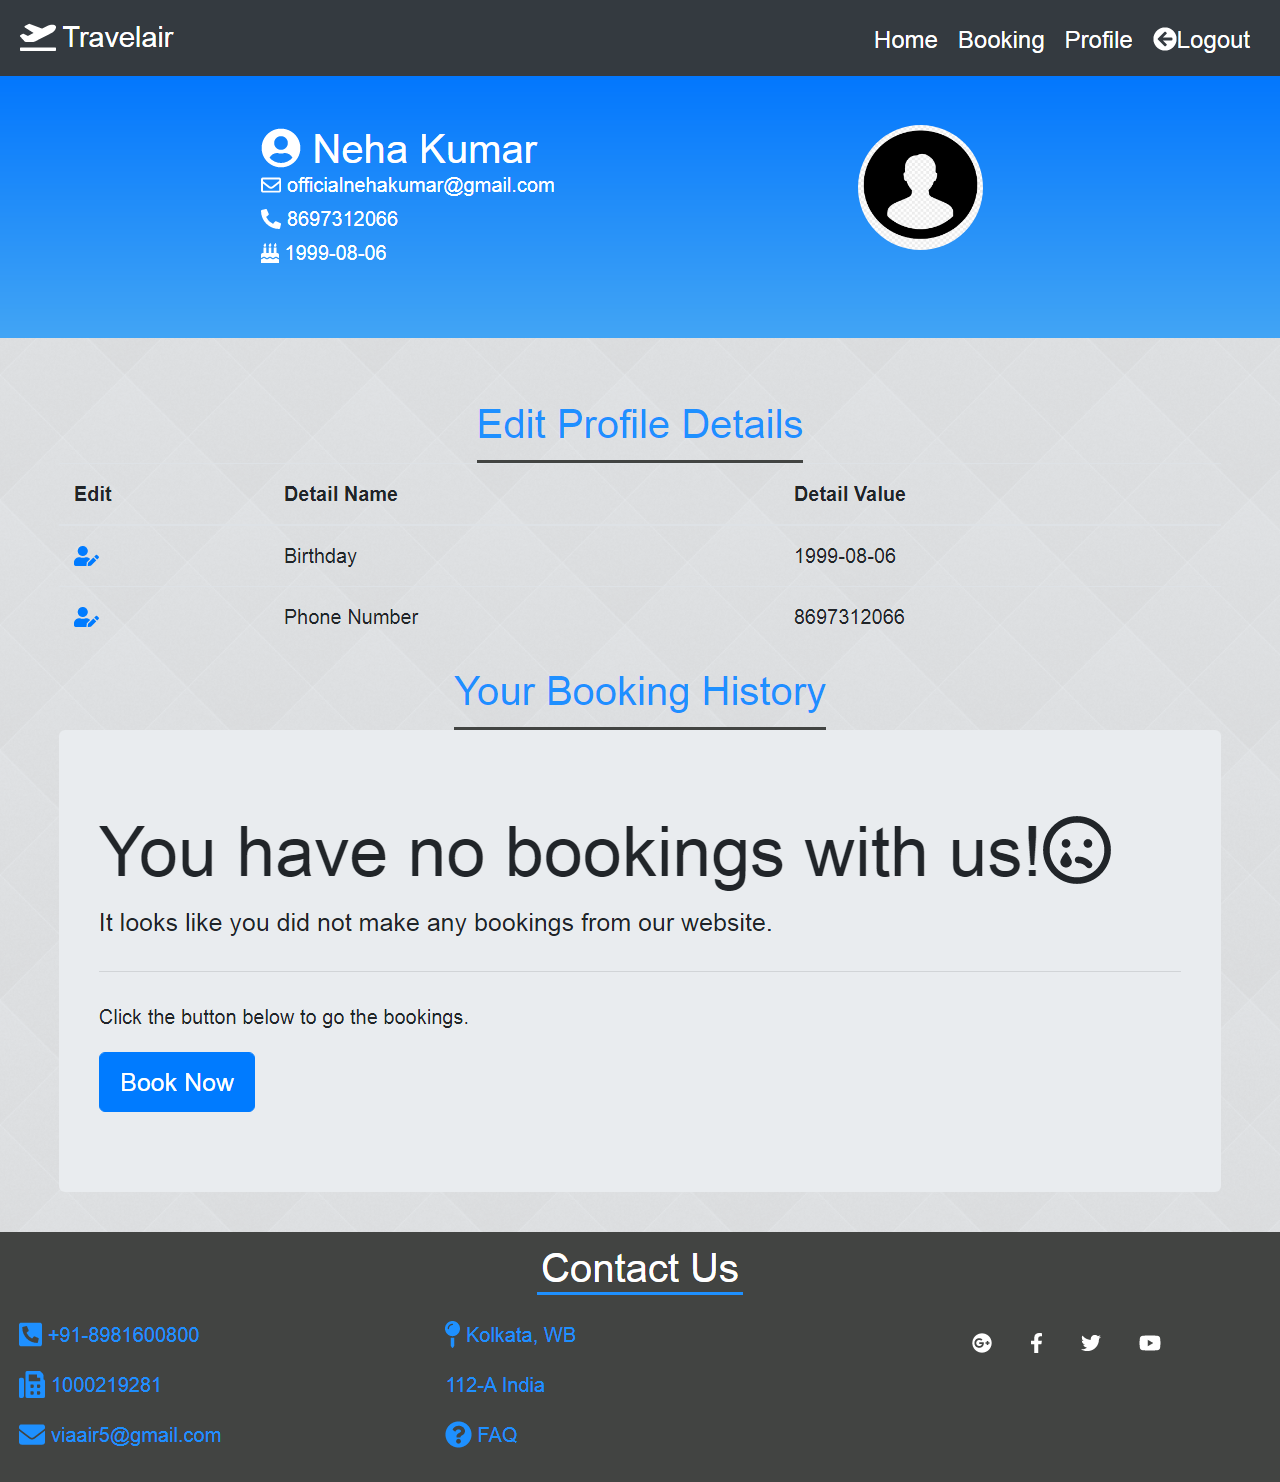 Travelair
Home Booking Profile Logout
Neha Kumar
officialnehakumar@gmail.com
8697312066
1999-08-06
Edit Profile Details
Edit Detail Name Detail Value
Birthday 1999-08-06
Phone Number 8697312066
Your Booking History
You have no bookings with us!
It looks like you did not make any bookings from our website.
Click the button below to go the bookings.
Book Now
Contact Us
+91-8981600800
1000219281
viaair5@gmail.com
Kolkata, WB
112-A India
FAQ